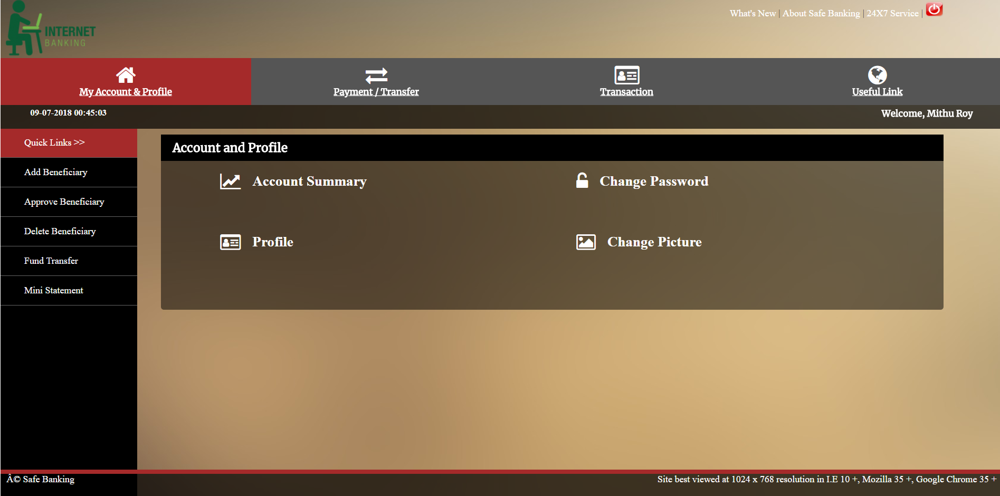 INTERNET
BANKING
What's New | About Safe Banking | 24X7 Service |
My Account & Profile
Payment / Transfer
Transaction
Useful Link
09-07-2018 00:45:03
Welcome, Mithu Roy
Quick Links >>
Add Beneficiary
Approve Beneficiary
Delete Beneficiary
Fund Transfer
Mini Statement
Account and Profile
Account Summary
Change Password
Profile
Change Picture
Â© Safe Banking
Site best viewed at 1024 x 768 resolution in I.E 10 +, Mozilla 35 +, Google Chrome 35 +